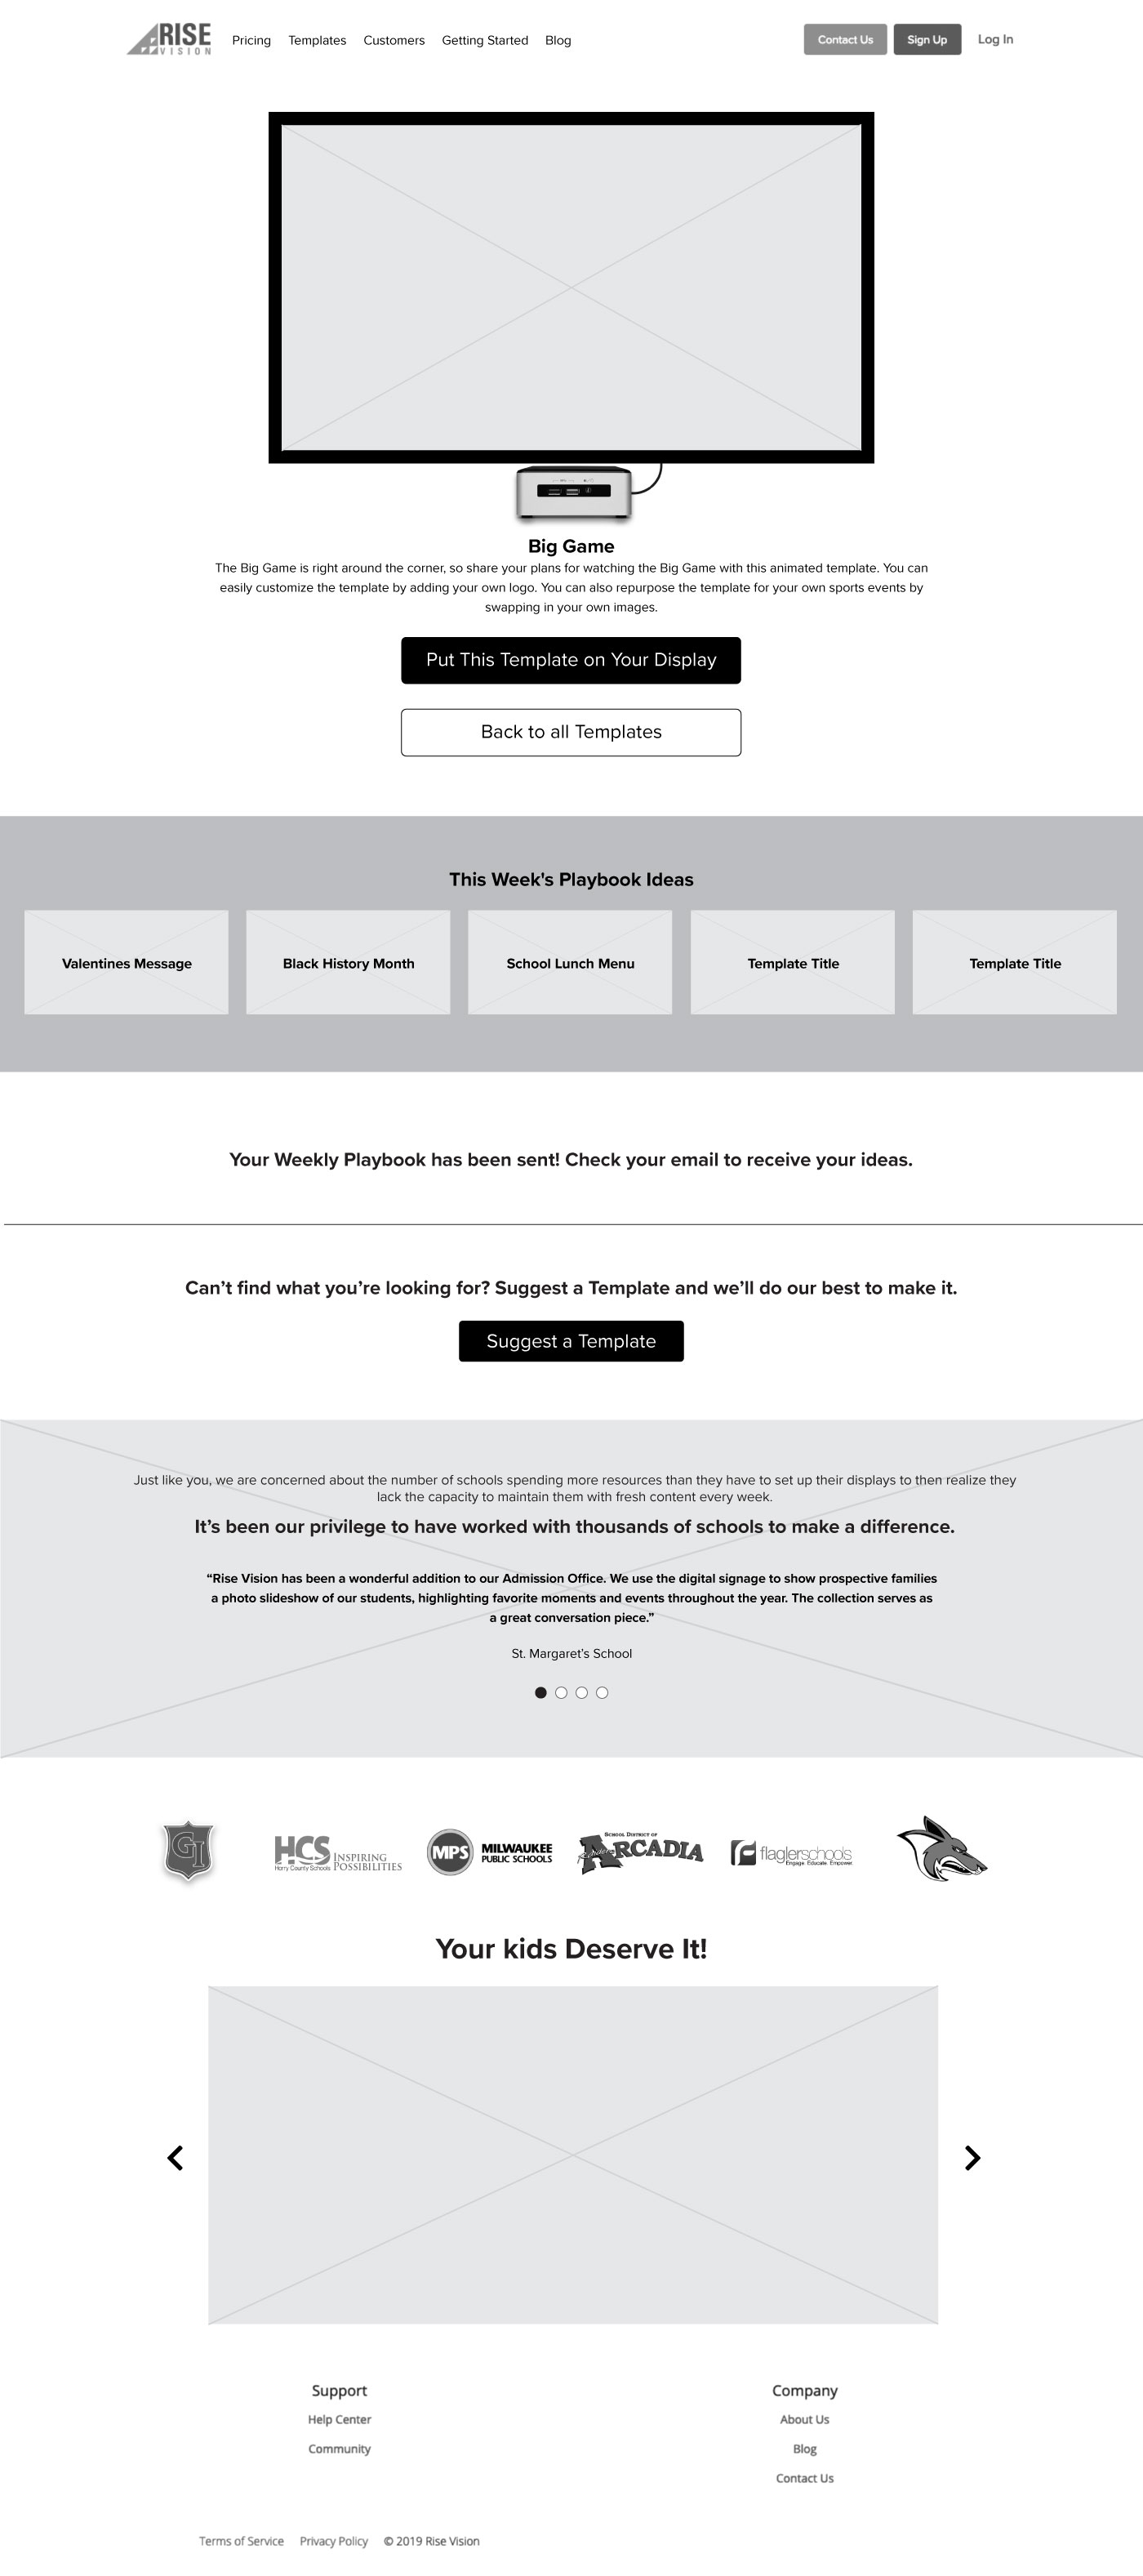 RISE
VISION
Pricing Templates Customers Getting Started Blog
Contact Us Sign Up Log In
Big Game
The Big Game is right around the corner, so share your plans for watching the Big Game with this animated template. You can
easily customize the template by adding your own logo. You can also repurpose the template for your own sports events by
swapping in your own images.
Put This Template on Your Display
Back to all Templates
This Week's Playbook Ideas
Valentines Message
Black History Month
School Lunch Menu
Template Title
Template Title
Your Weekly Playbook has been sent! Check your email to receive your ideas.
Can’t find what you’re looking for? Suggest a Template and we’ll do our best to make it.
Suggest a Template
Just like you, we are concerned about the number of schools spending more resources than they have to set up their displays to then realize they
lack the capacity to maintain them with fresh content every week.
It’s been our privilege to have worked with thousands of schools to make a difference.
“Rise Vision has been a wonderful addition to our Admission Office. We use the digital signage to show prospective families
a photo slideshow of our students, highlighting favorite moments and events throughout the year. The collection serves as
a great conversation piece.”
St. Margaret’s School
GI
HCS
Horry County Schools
INSPIRING
POSSIBILITIES
MPS
MILWAUKEE
PUBLIC SCHOOLS
SCHOOL DISTRICT OF
ARCADIA
Raiders
flaglerschools
Engage. Educate. Empower.
Your kids Deserve It!
Support
Help Center
Community
Company
About Us
Blog
Contact Us
Terms of Service Privacy Policy © 2019 Rise Vision